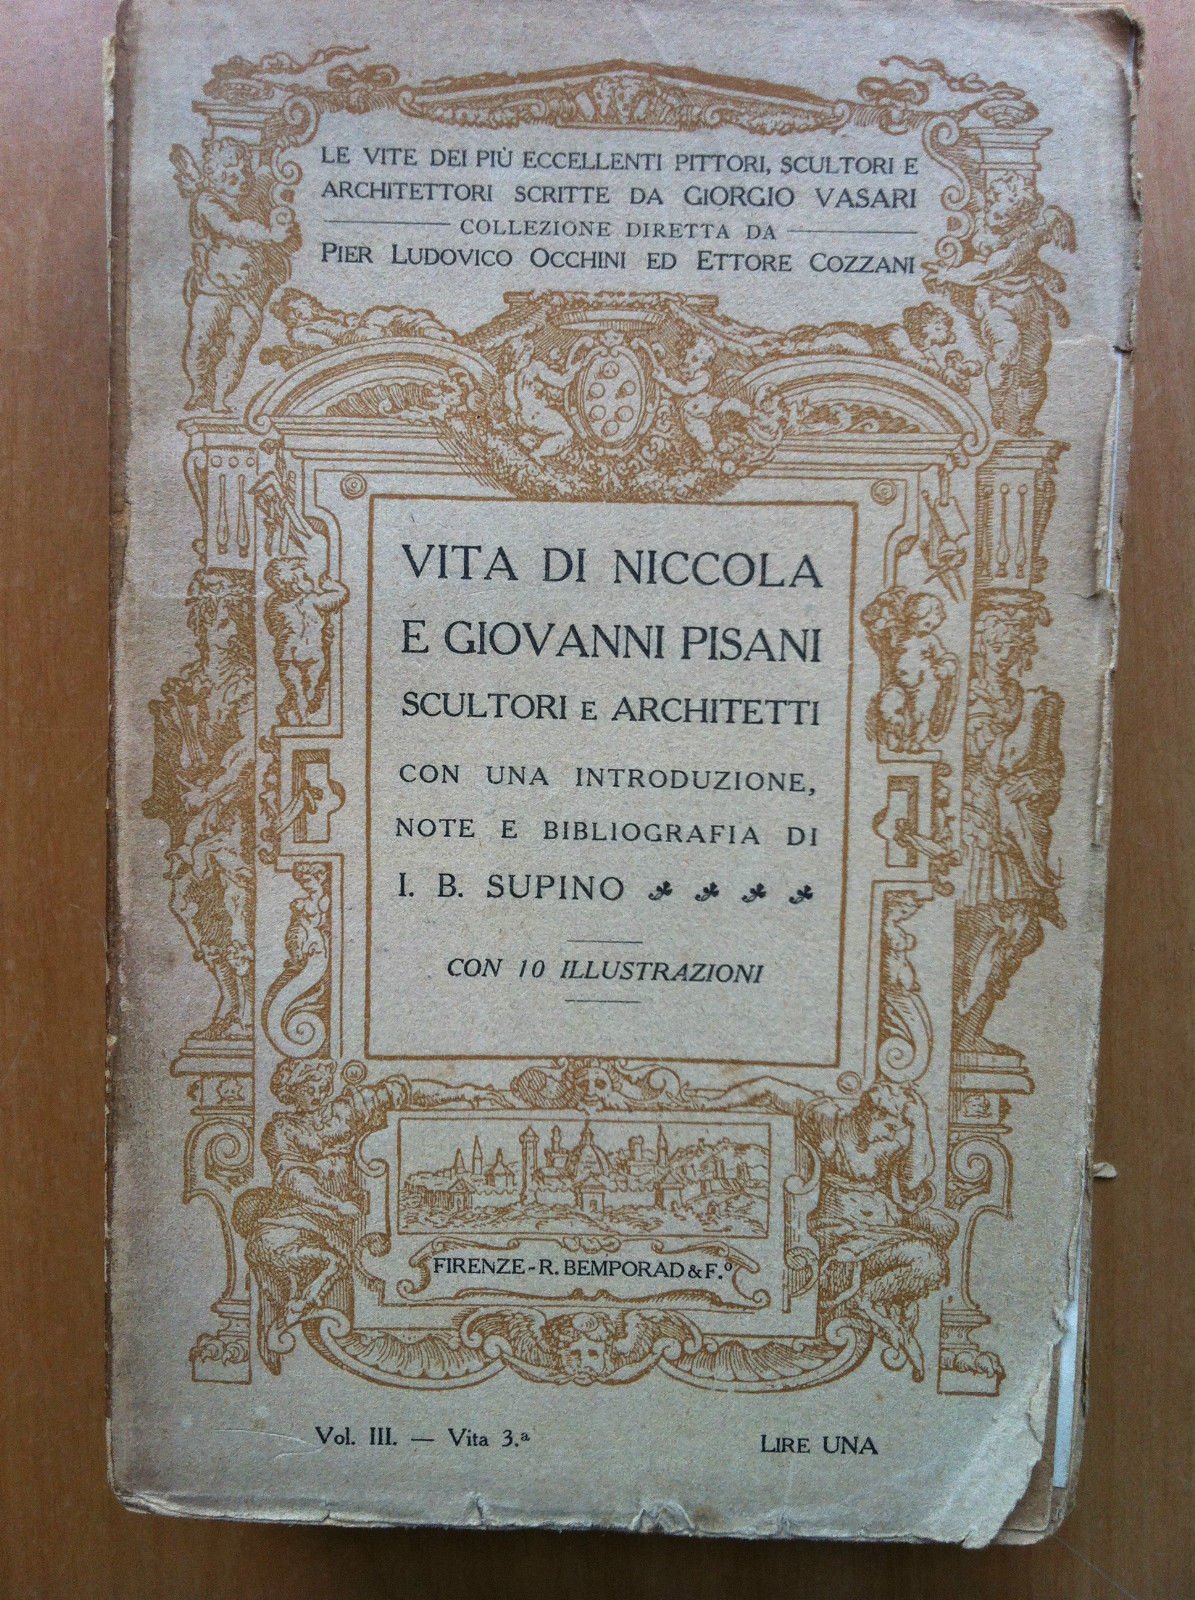 LE VITE DEI PIÙ ECCELLENTI PITTORI, SCULTORI E
ARCHITETTORI SCRITTE DA GIORGIO VASARI
COLLEZIONE DIRETTA DA
PIER LUDOVICO OCCHINI ED ETTORE COZZANI
VITA DI NICCOLA
E GIOVANNI PISANI
SCULTORI E ARCHITETTI
CON UNA INTRODUZIONE,
NOTE E BIBLIOGRAFIA DI
I. B. SUPINO
CON 10 ILLUSTRAZIONI
FIRENZE-R. BEMPORAD & F.º
Vol. III. — Vita 3.ª
LIRE UNA